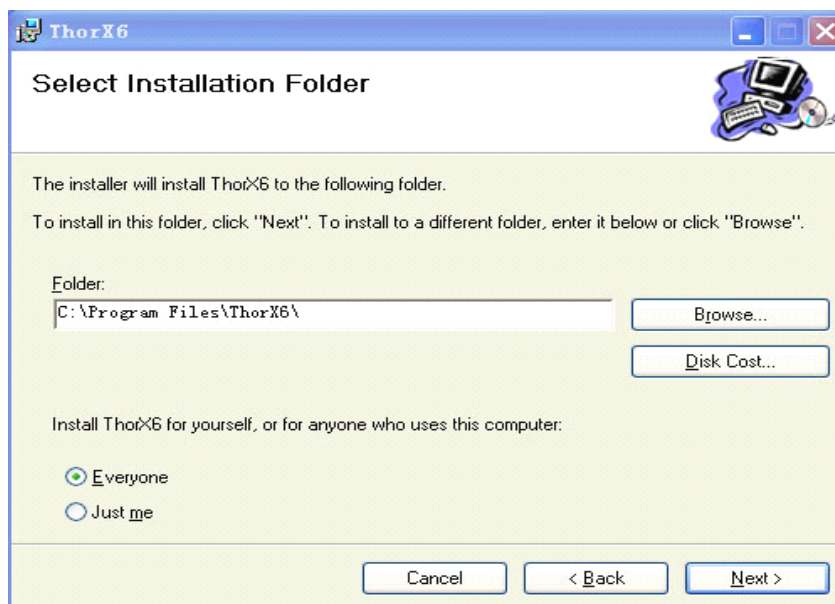 ThorX6
Select Installation Folder
The installer will install ThorX6 to the following folder.
To install in this folder, click "Next". To install to a different folder, enter it below or click "Browse".
Folder:
C:\Program Files\ThorX6\
Browse...
Disk Cost...
Install ThorX6 for yourself, or for anyone who uses this computer:
Everyone
Just me
Cancel
< Back
Next >